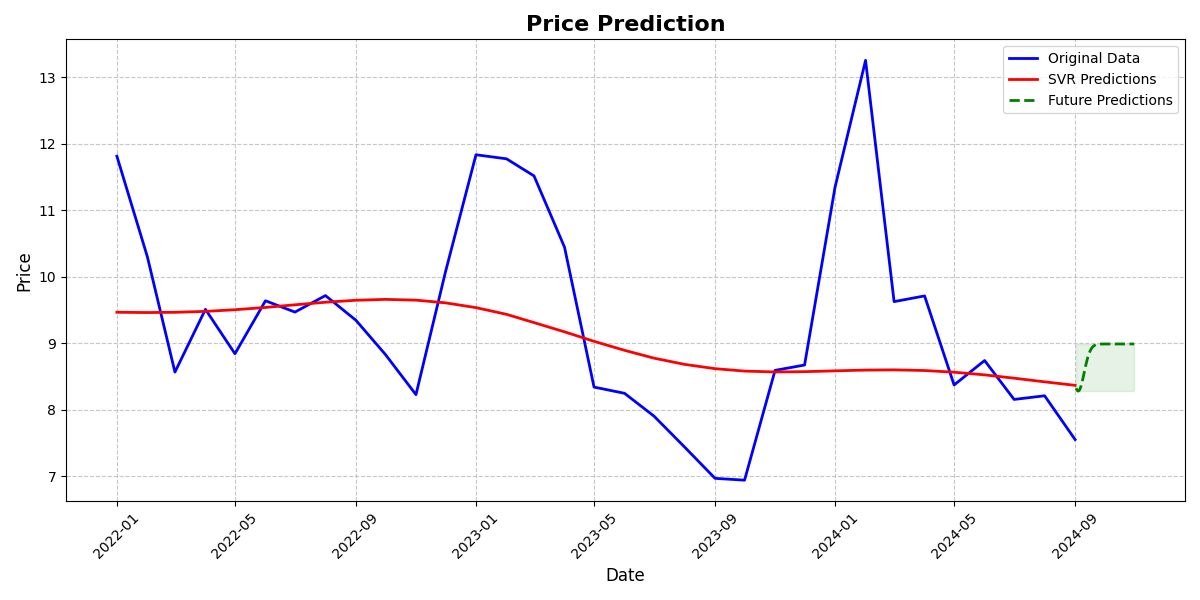 Price Prediction
Original Data
SVR Predictions
Future Predictions
Price
13
12
11
10
9
8
7
2022-01
2022-05
2022-09
2023-01
2023-05
2023-09
2024-01
2024-05
2024-09
Date